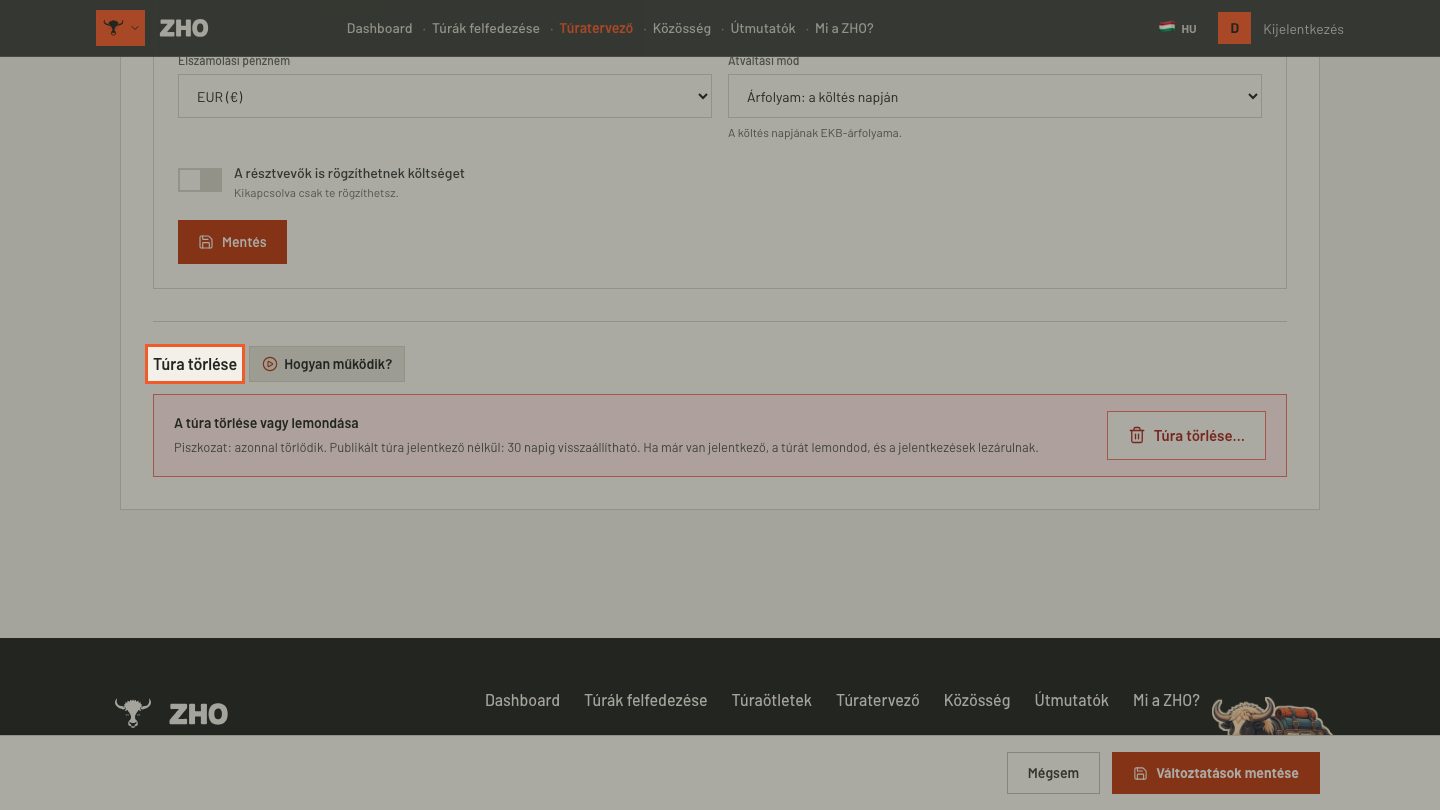 ZHO
Dashboard · Túrák felfedezése · Túratervező · Közösség · Útmutatók · Mi a ZHO?
HU
D
Kijelentkezés
Elszámolási pénznem
Átváltási mód
EUR (€)
Árfolyam: a költés napján
A költés napjának EKB-árfolyama.
A résztvevők is rögzíthetnek költséget
Kikapcsolva csak te rögzíthetsz.
Mentés
Túra törlése
Hogyan működik?
A túra törlése vagy lemondása
Piszkozat: azonnal törlődik. Publikált túra jelentkező nélkül: 30 napig visszaállítható. Ha már van jelentkező, a túrát lemondod, és a jelentkezések lezárulnak.
Túra törlése...
ZHO
Dashboard Túrák felfedezése Túraötletek Túratervező Közösség Útmutatók Mi a ZHO?
Mégsem
Változtatások mentése